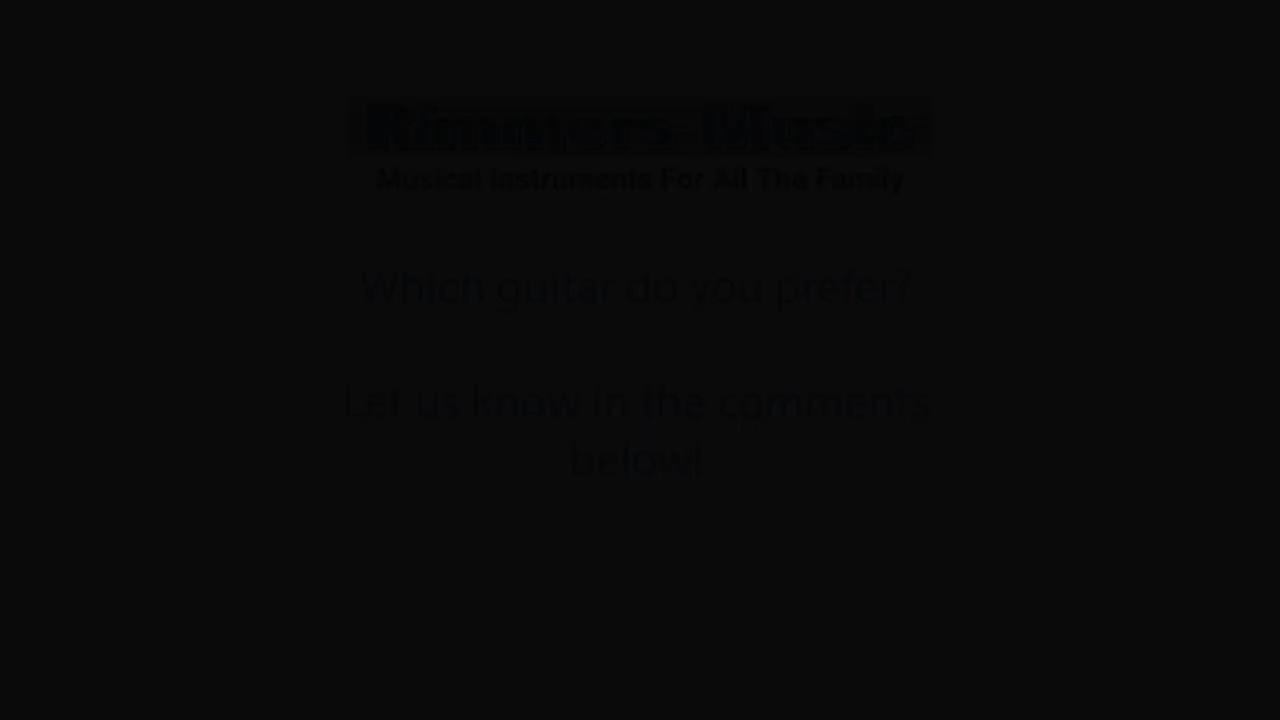 Rimmers Music
Musical Instruments For All The Family
Which guitar do you prefer?
Let us know in the comments
below!